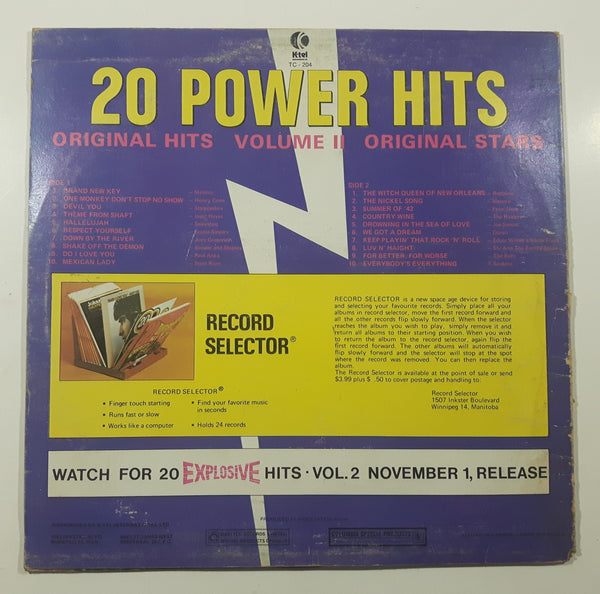 K-tel
TC - 204
20 POWER HITS
ORIGINAL HITS VOLUME II ORIGINAL STARS
SIDE 1
1. BRAND NEW KEY - Melanie
2. ONE MONKEY DON'T STOP NO SHOW
3. DEVIL YOU
4. THEME FROM SHAFT
5. HALLELUJAH
6. RESPECT YOURSELF
7. DOWN BY THE RIVER
8. SHAKE OFF THE DEMON
9. DO I LOVE YOU - Paul Anka
10. MEXICAN LADY
SIDE 2
1. THE WITCH QUEEN OF NEW ORLEANS - Redbone
2. THE NICKEL SONG - Melanie
3. SUMMER OF '42
4. COUNTRY WINE - The Raiders
5. DROWNING IN THE SEA OF LOVE - Joe Simon
6. WE GOT A DREAM
7. KEEP PLAYIN' THAT ROCK 'N' ROLL
8. LUV N' HAIGHT
9. FOR BETTER, FOR WORSE
10. EVERYBODY'S EVERYTHING - Santana
RECORD
SELECTOR®
RECORD SELECTOR is a new space age device for storing
and selecting your favourite records. Simply place all your
albums in record selector, move the first record forward and
all the other records flip slowly forward. When the selector
reaches the album you wish to play, simply remove it and
return all albums to their starting position. When you wish
to return the album to the record selector, again flip the
first record forward. The other albums will automatically
flip slowly forward and the selector will stop at the spot
where the record was removed. You can then replace the
album.
The Record Selector is available at the point of sale or send
$3.99 plus $ .50 to cover postage and handling to:
Record Selector
1507 Inkster Boulevard
Winnipeg 14, Manitoba
RECORD SELECTOR®
• Finger touch starting
• Runs fast or slow
• Works like a computer
• Find your favorite music
in seconds
• Holds 24 records
WATCH FOR 20 EXPLOSIVE HITS · VOL. 2 NOVEMBER 1, RELEASE